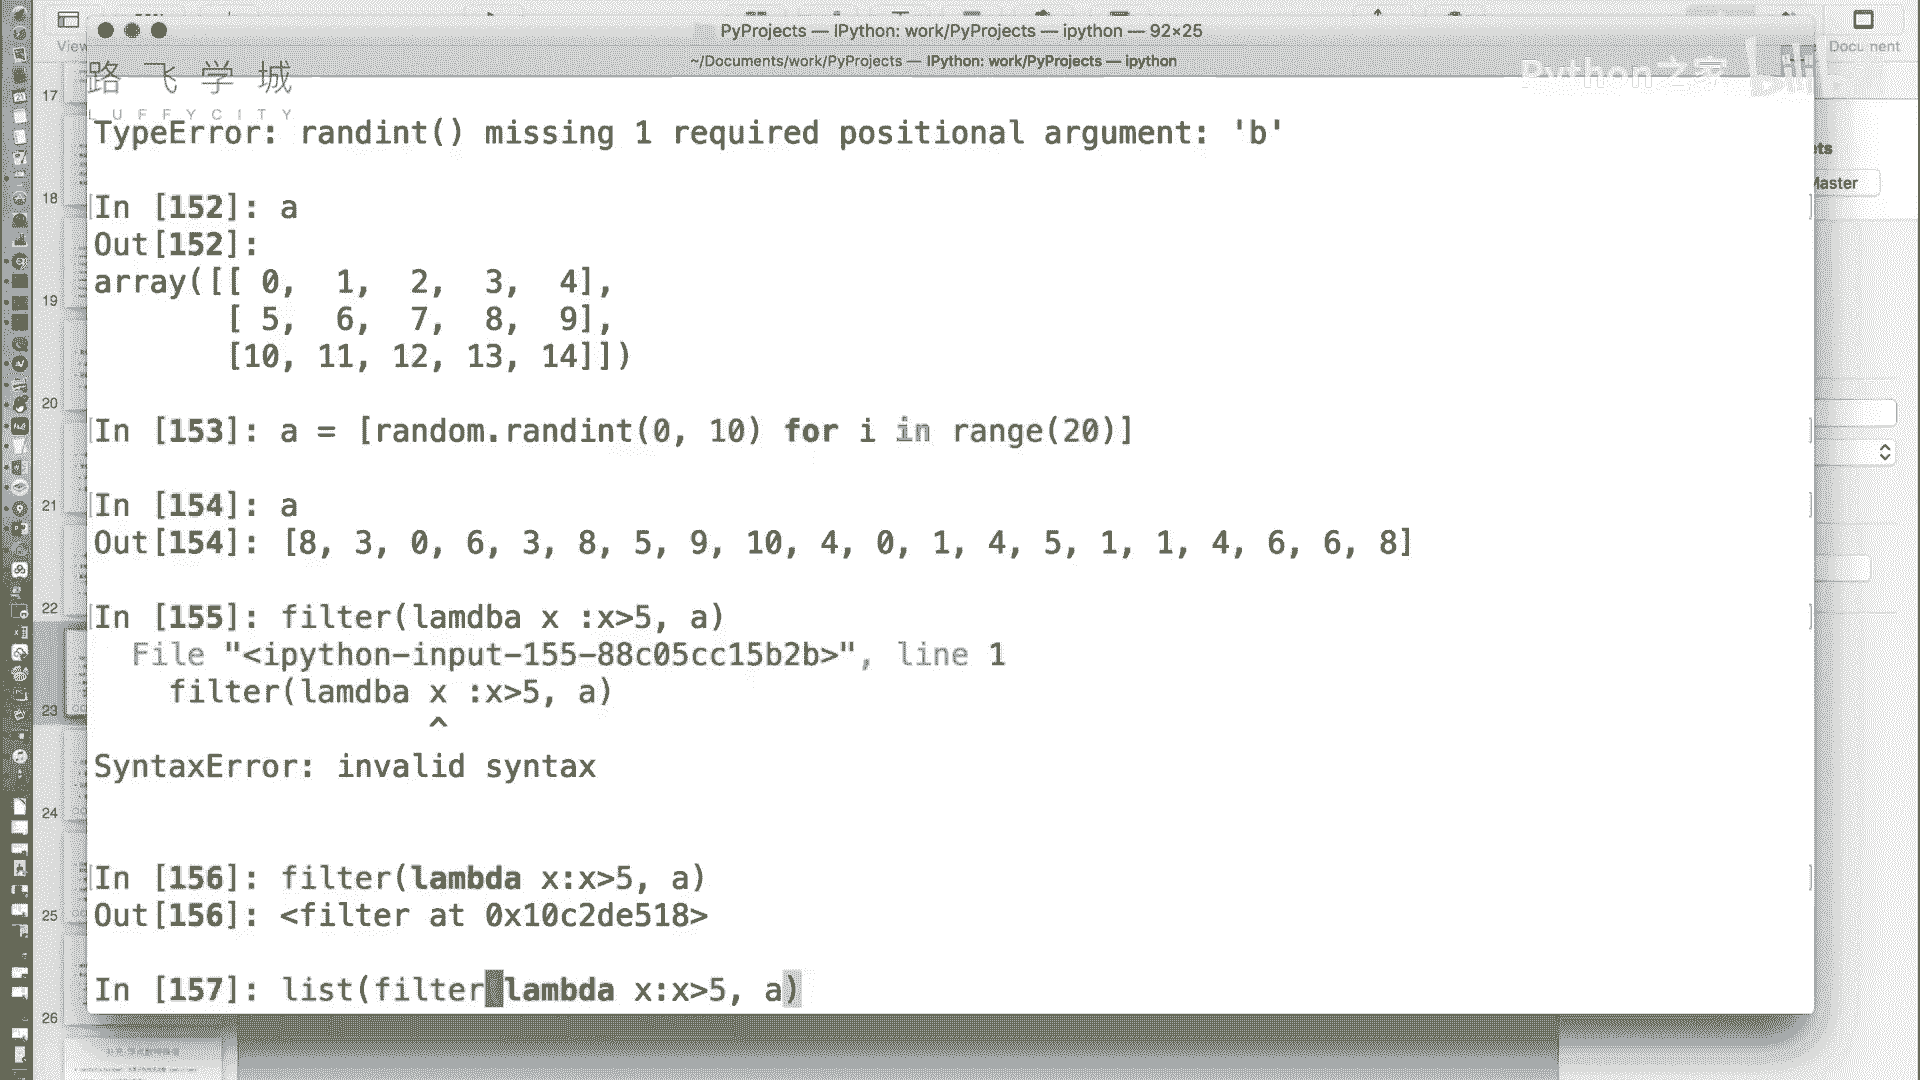 PyProjects — IPython: work/PyProjects — ipython — 92×25
View
Document
~/Documents/work/PyProjects — IPython: work/PyProjects — ipython
路飞学城
LUFFYCITY
Python之家
TypeError: randint() missing 1 required positional argument: 'b'
In [152]: a
Out[152]:
array([[ 0,  1,  2,  3,  4],
       [ 5,  6,  7,  8,  9],
       [10, 11, 12, 13, 14]])
In [153]: a = [random.randint(0, 10) for i in range(20)]
In [154]: a
Out[154]: [8, 3, 0, 6, 3, 8, 5, 9, 10, 4, 0, 1, 4, 5, 1, 1, 4, 6, 6, 8]
In [155]: filter(lamdba x :x>5, a)
  File "<ipython-input-155-88c05cc15b2b>", line 1
    filter(lamdba x :x>5, a)
                  ^
SyntaxError: invalid syntax
In [156]: filter(lambda x:x>5, a)
Out[156]: <filter at 0x10c2de518>
In [157]: list(filter(lambda x:x>5, a)
17
18
19
20
21
22
23
24
25
26